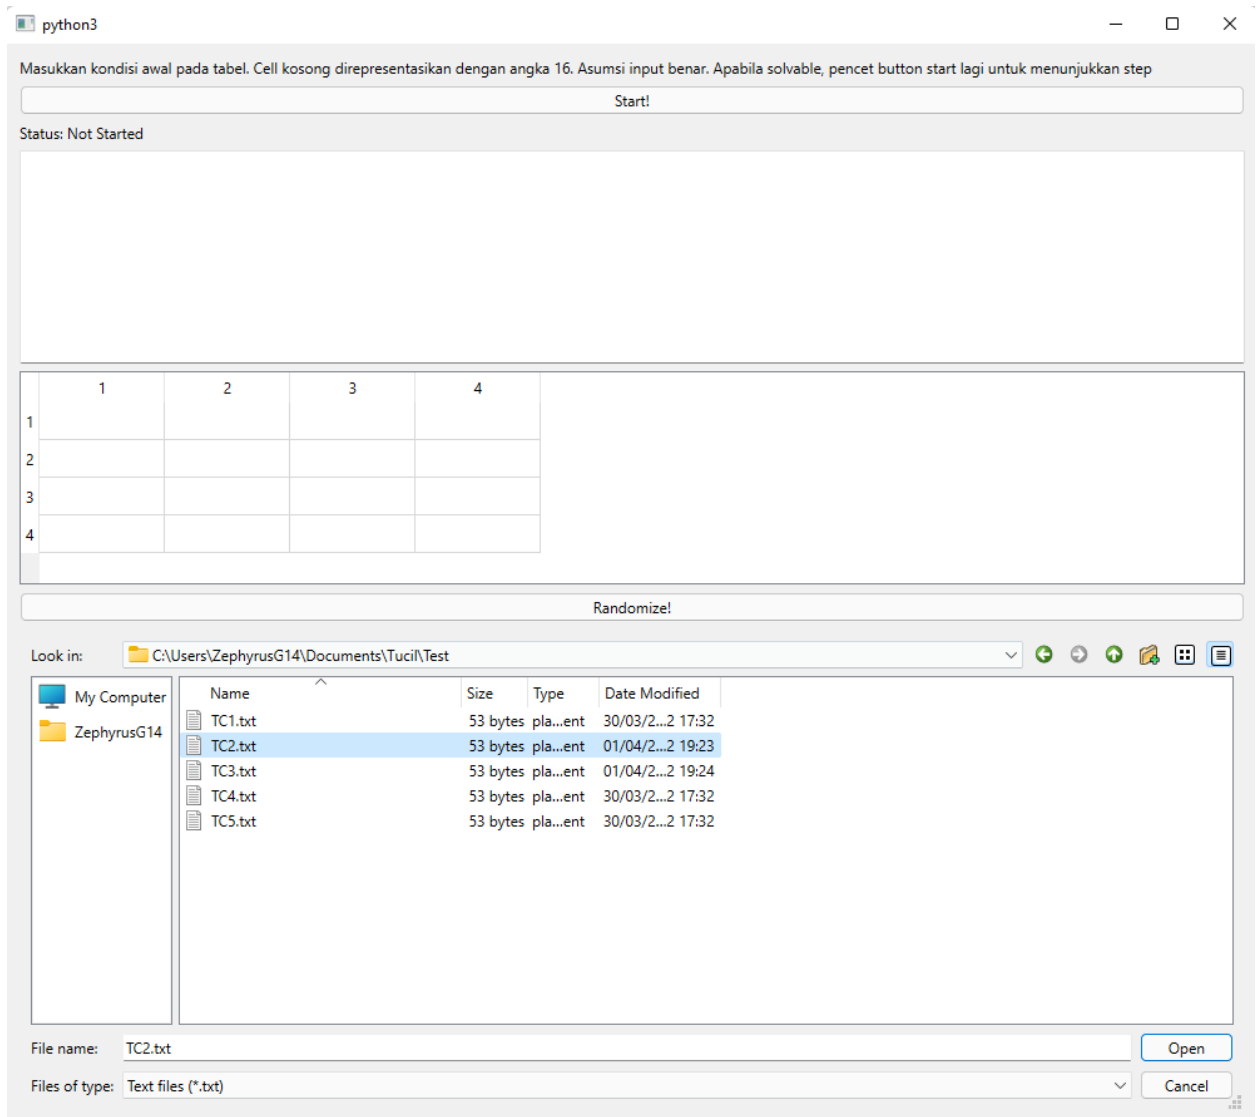 python3
Masukkan kondisi awal pada tabel. Cell kosong direpresentasikan dengan angka 16. Asumsi input benar. Apabila solvable, pencet button start lagi untuk menunjukkan step
Start!
Status: Not Started
1 2 3 4
1
2
3
4
Randomize!
Look in: C:\Users\ZephyrusG14\Documents\Tucil\Test
My Computer
ZephyrusG14
Name Size Type Date Modified
TC1.txt 53 bytes pla...ent 30/03/2...2 17:32
TC2.txt 53 bytes pla...ent 01/04/2...2 19:23
TC3.txt 53 bytes pla...ent 01/04/2...2 19:24
TC4.txt 53 bytes pla...ent 30/03/2...2 17:32
TC5.txt 53 bytes pla...ent 30/03/2...2 17:32
File name: TC2.txt Open
Files of type: Text files (*.txt) Cancel